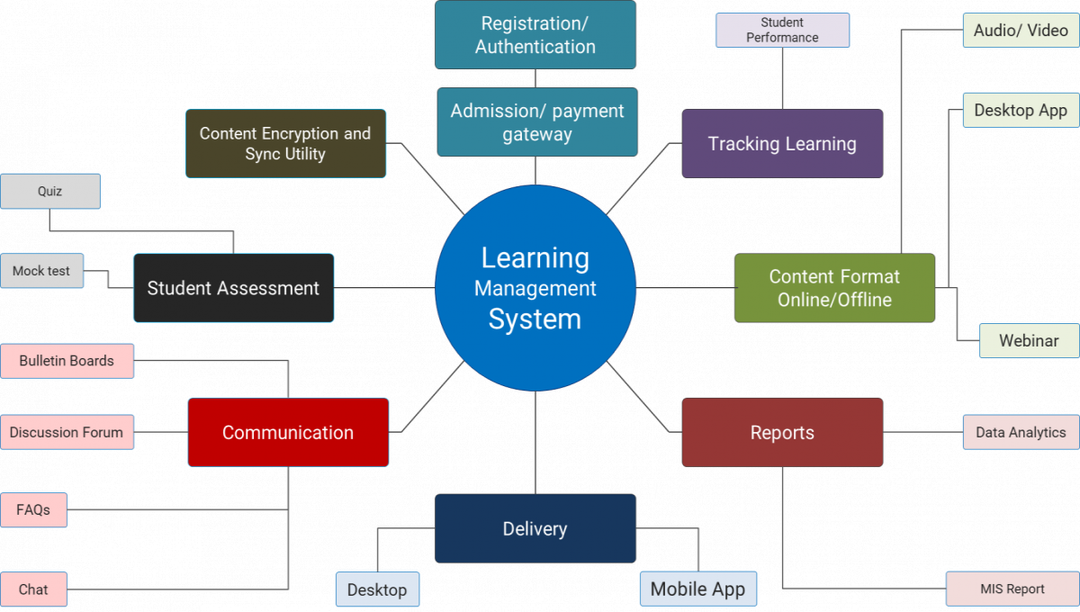 Registration/
Authentication
Student
Performance
Audio/ Video
Admission/ payment
gateway
Desktop App
Content Encryption and
Sync Utility
Tracking Learning
Quiz
Learning
Management
System
Mock test
Student Assessment
Content Format
Online/Offline
Webinar
Bulletin Boards
Discussion Forum
Communication
Reports
Data Analytics
FAQs
Delivery
Chat
Desktop
Mobile App
MIS Report